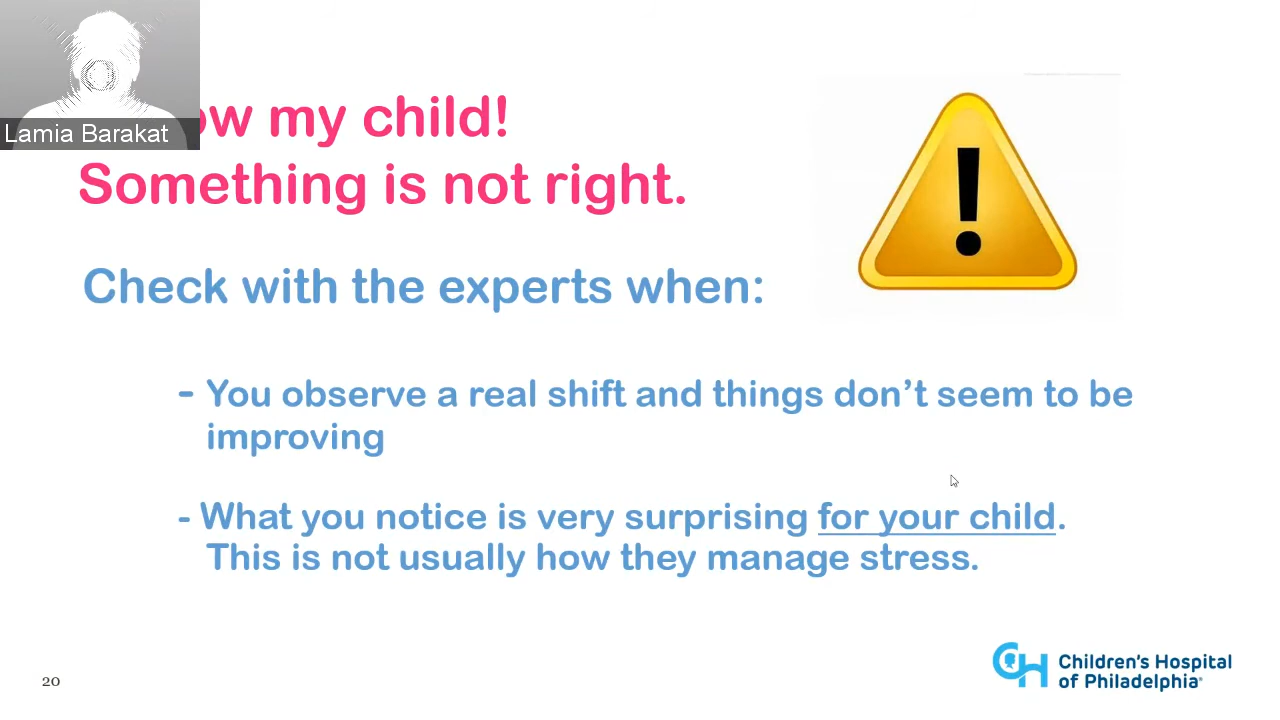 Lamia Barakat
my child!
Something is not right.
Check with the experts when:
- You observe a real shift and things don’t seem to be
improving
- What you notice is very surprising for your child.
This is not usually how they manage stress.
20
CH Children's Hospital
of Philadelphia